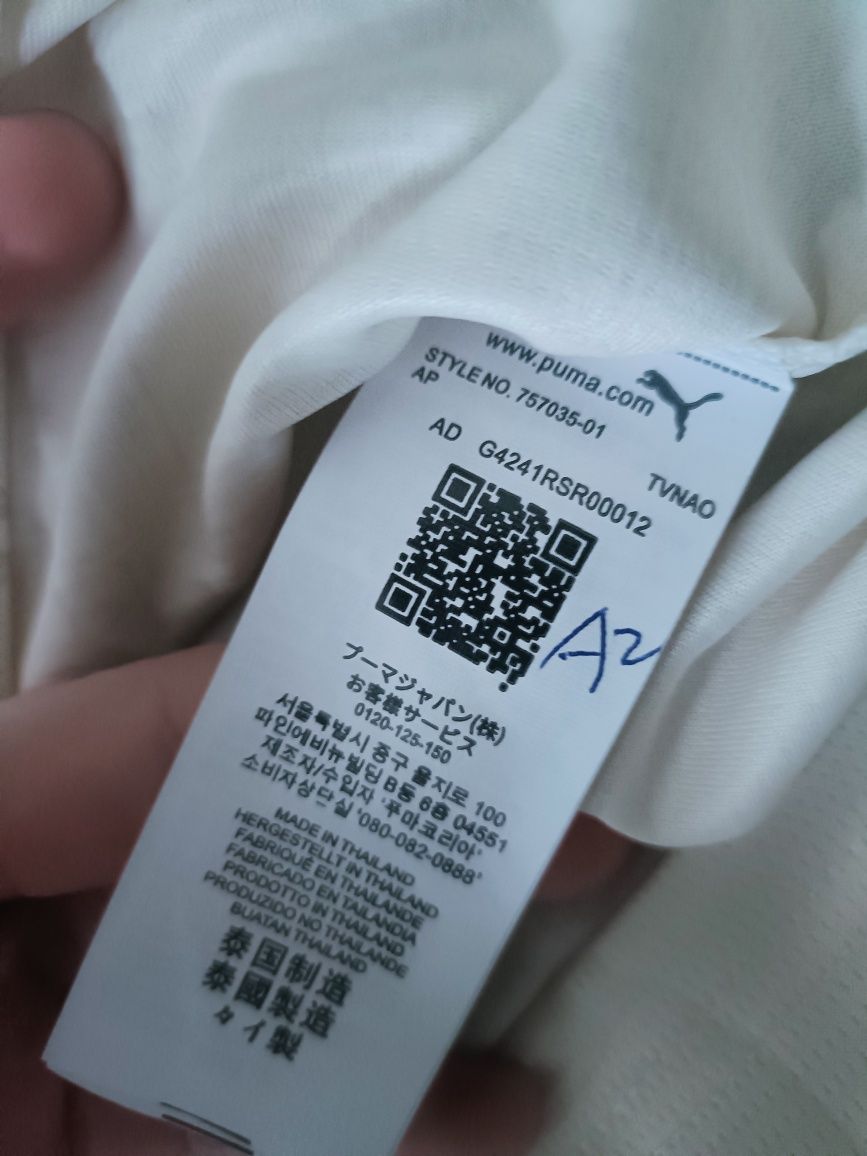 www.puma.com
STYLE NO. 757035-01
AP
TVNAO
AD G4241RSR00012
A2
プーマジャパン(株)
お客様サービス
0120-125-150
서울특별시 중구 을지로 100
파인에비뉴빌딩 B동 6층 04551
제조자/수입자 '푸마코리아'
소비자상담실 '080-082-0888'
MADE IN THAILAND
HERGESTELLT IN THAILAND
FABRIQUÉ EN THAILANDE
FABRICADO EN TAILANDIA
PRODOTTO IN THAILANDIA
PRODUZIDO NO THAILANDE
BUATAN THAILAND
泰国制造
泰國製造
タイ製